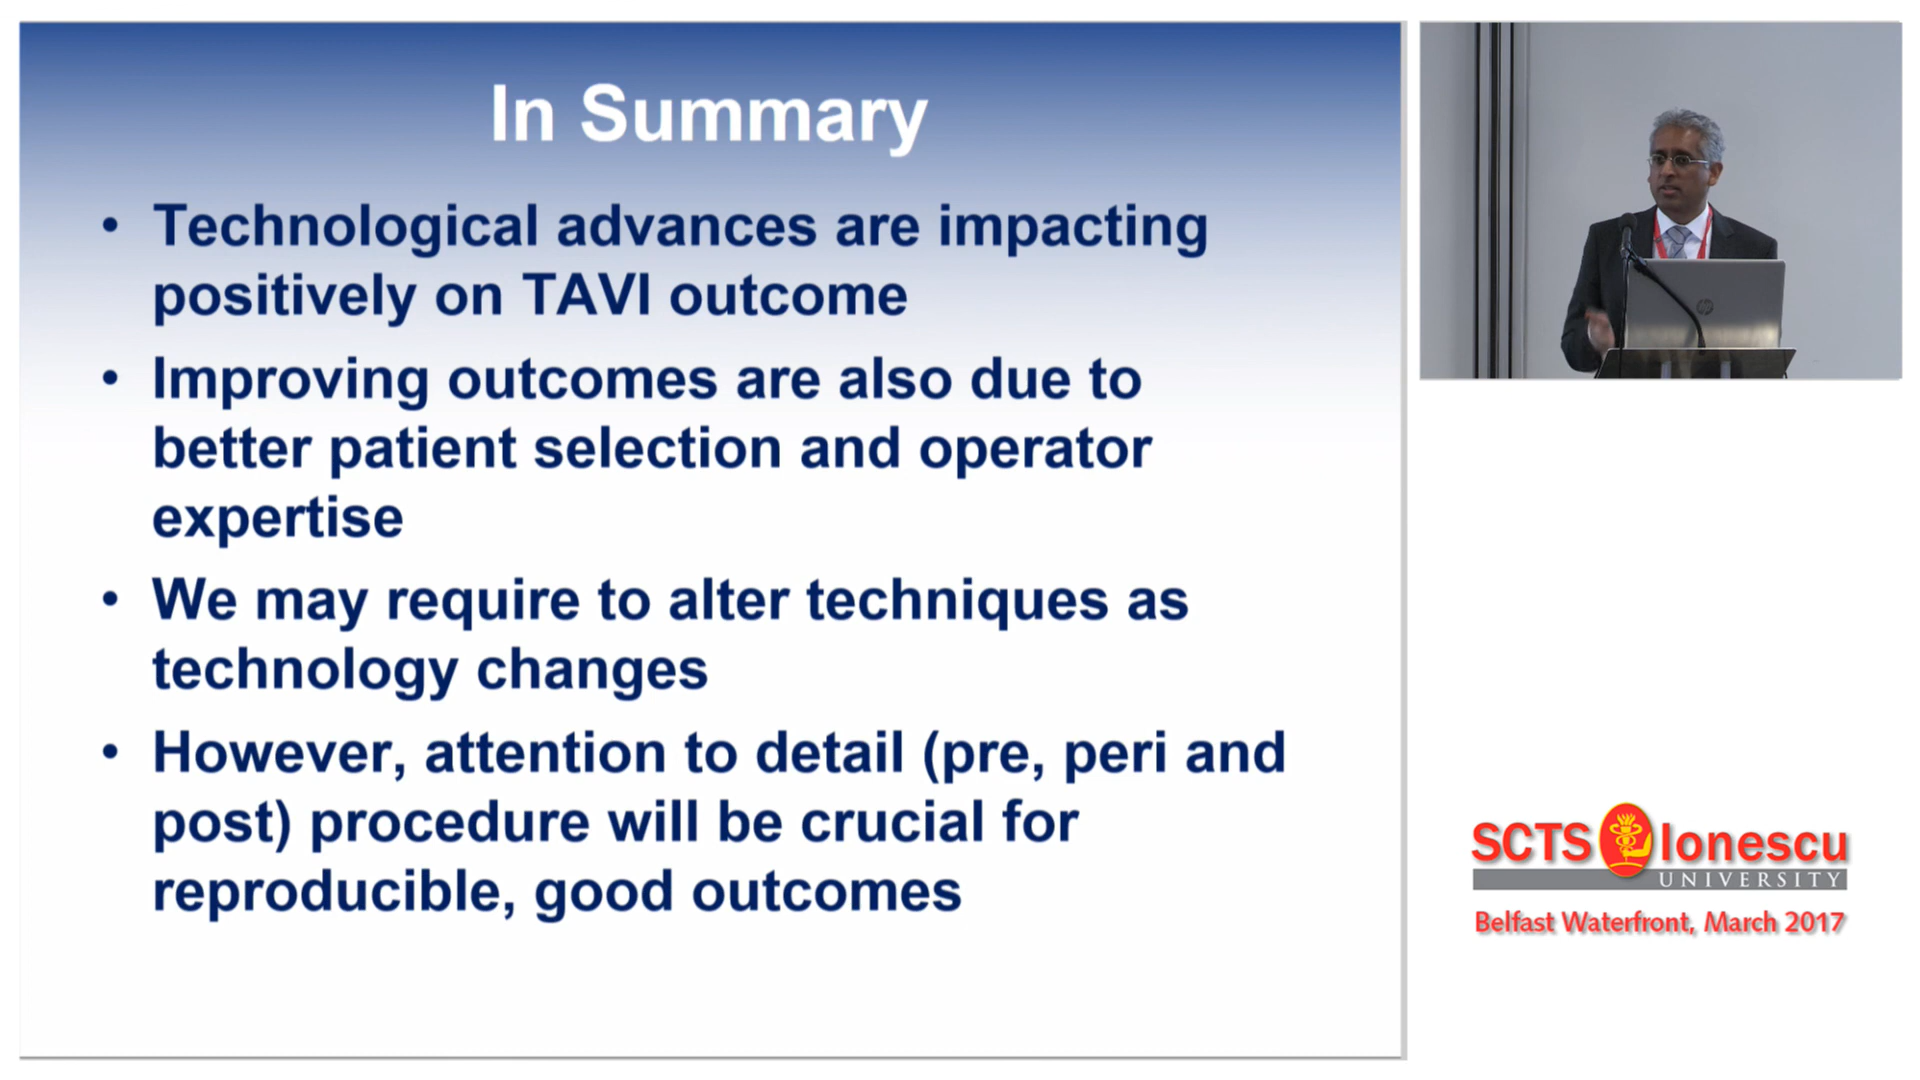 In Summary
• Technological advances are impacting
positively on TAVI outcome
• Improving outcomes are also due to
better patient selection and operator
expertise
• We may require to alter techniques as
technology changes
• However, attention to detail (pre, peri and
post) procedure will be crucial for
reproducible, good outcomes
hp
SCTS Ionescu
UNIVERSITY
Belfast Waterfront, March 2017